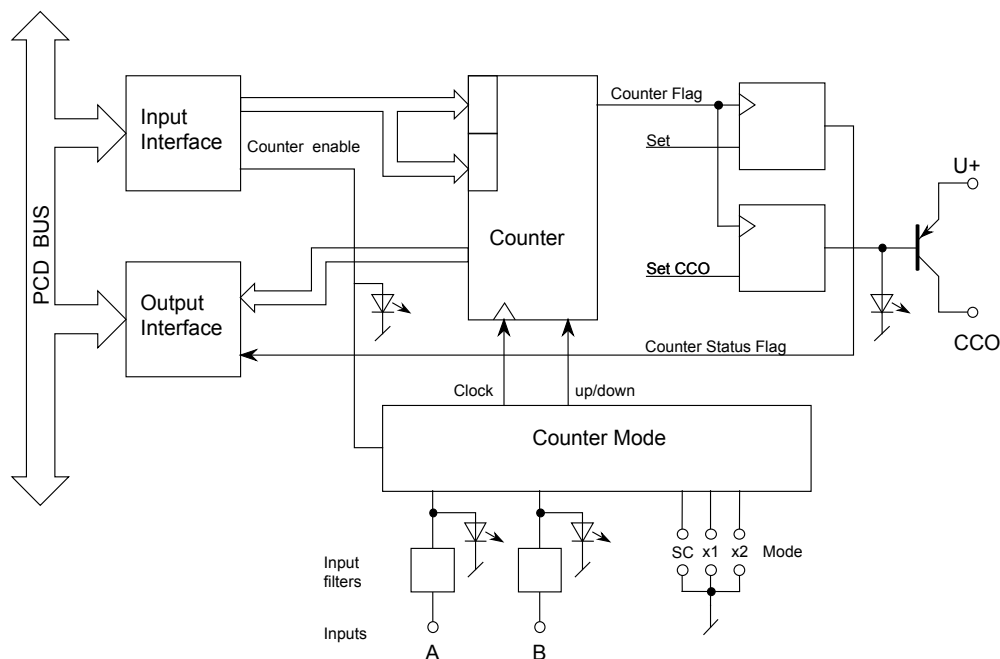 PCD BUS
Input
Interface
Counter enable
Output
Interface
Counter
Counter Flag
Set
Set CCO
U+
CCO
Counter Status Flag
Clock
up/down
Counter Mode
Input
filters
SC x1 x2 Mode
Inputs
A B